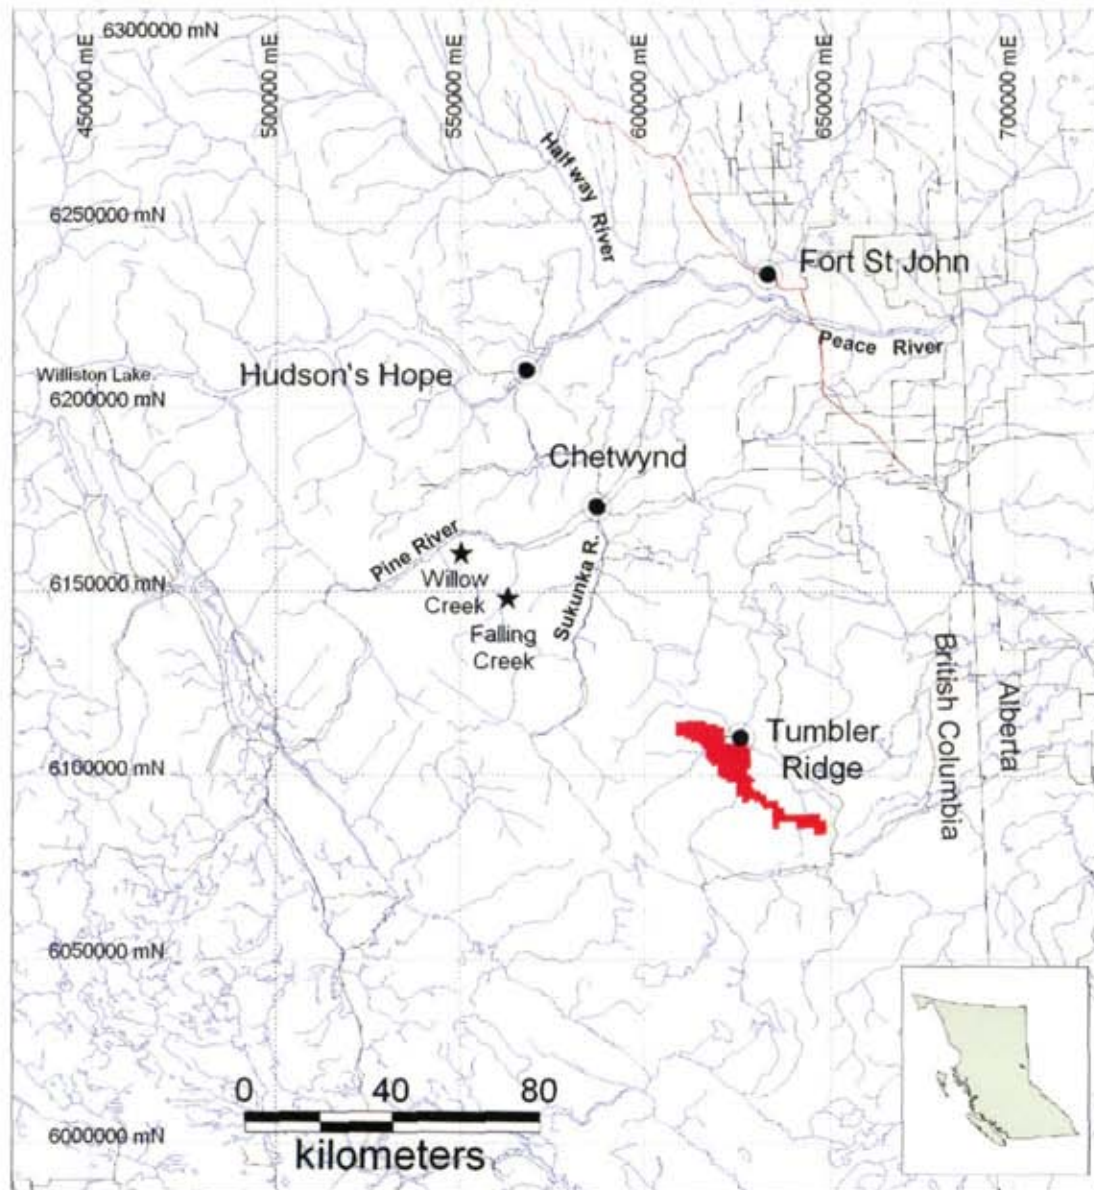 6300000 mN
450000 mE
500000 mE
550000 mE
600000 mE
650000 mE
700000 mE
Halfway River
6250000 mN
Fort St John
Peace River
Hudson's Hope
Williston Lake
6200000 mN
Chetwynd
Pine River
Willow
Creek
Sukunka R.
6150000 mN
Falling
Creek
British Columbia
Alberta
Tumbler
Ridge
6100000 mN
6050000 mN
0 40 80
kilometers
6000000 mN